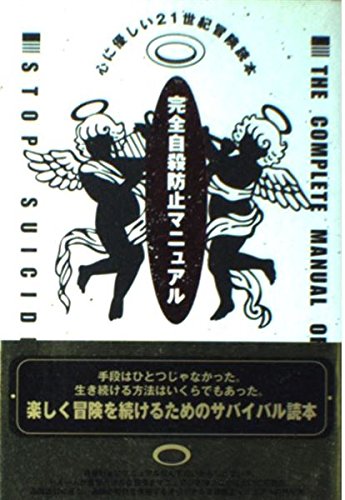 心に優しい21世紀冒険読本
THE COMPLETE MANUAL OF
STOP SUICID
完全自殺防止マニュアル
手段はひとつじゃなかった。
生き続ける方法はいくらでもあった。
楽しく冒険を続けるためのサバイバル読本